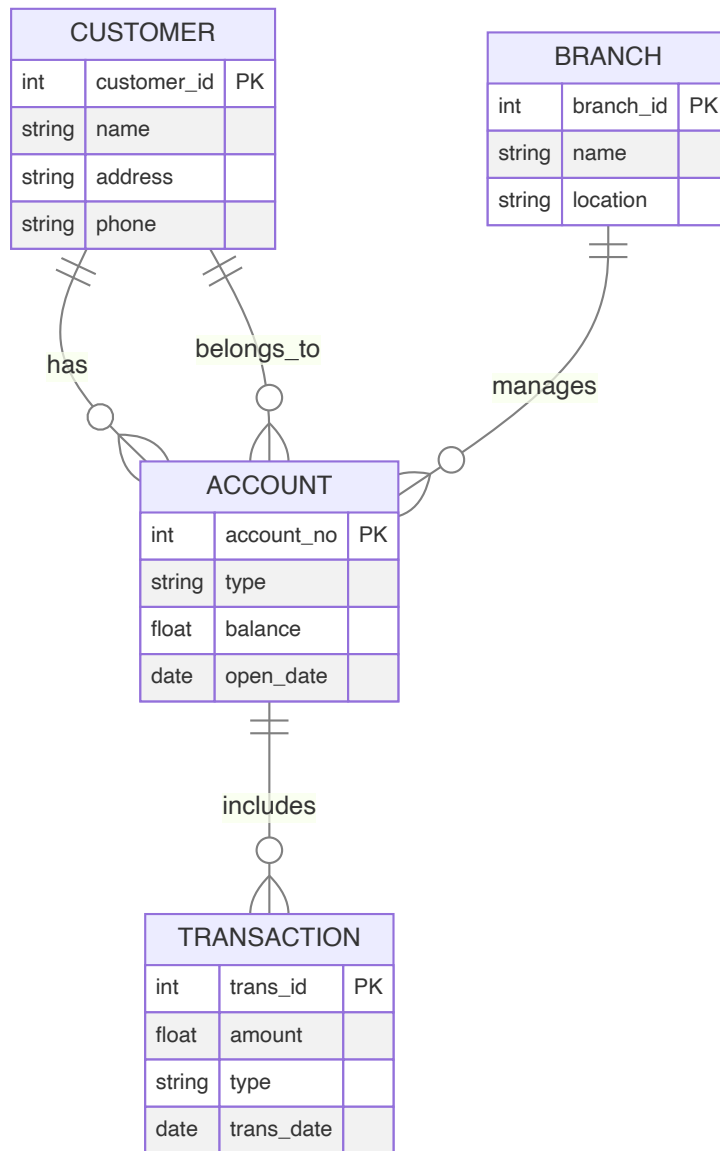 CUSTOMER
int customer_id PK
string name
string address
string phone
BRANCH
int branch_id PK
string name
string location
has
belongs_to
manages
ACCOUNT
int account_no PK
string type
float balance
date open_date
includes
TRANSACTION
int trans_id PK
float amount
string type
date trans_date